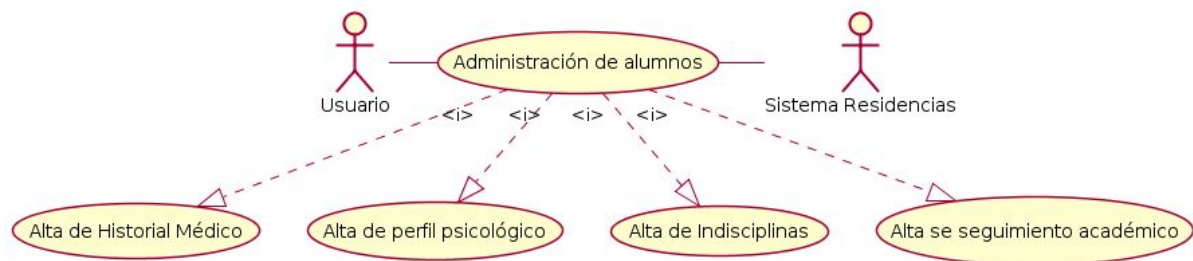 Administración de alumnos
Usuario
Sistema Residencias
<i>
<i>
<i>
<i>
Alta de Historial Médico
Alta de perfil psicológico
Alta de Indisciplinas
Alta se seguimiento académico